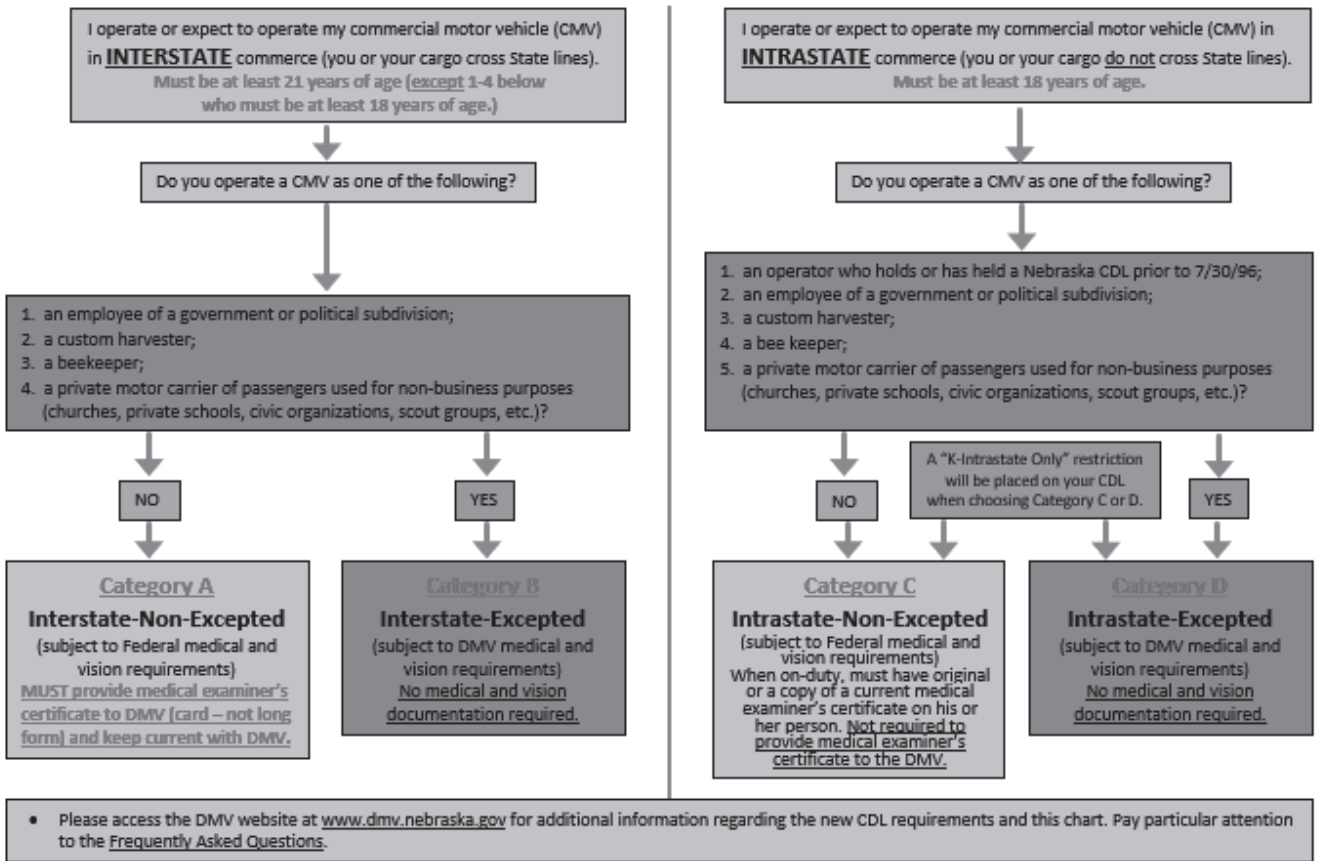 I operate or expect to operate my commercial motor vehicle (CMV)
in INTERSTATE commerce (you or your cargo cross State lines).
Must be at least 21 years of age (except 1-4 below
who must be at least 18 years of age.)
Do you operate a CMV as one of the following?
1. an employee of a government or political subdivision;
2. a custom harvester;
3. a beekeeper;
4. a private motor carrier of passengers used for non-business purposes
(churches, private schools, civic organizations, scout groups, etc.)?
NO
YES
Category A
Interstate-Non-Excepted
(subject to Federal medical and
vision requirements)
MUST provide medical examiner's
certificate to DMV (card – not long
form) and keep current with DMV.
Category B
Interstate-Excepted
(subject to DMV medical and
vision requirements)
No medical and vision
documentation required.
I operate or expect to operate my commercial motor vehicle (CMV) in
INTRASTATE commerce (you or your cargo do not cross State lines).
Must be at least 18 years of age.
Do you operate a CMV as one of the following?
1. an operator who holds or has held a Nebraska CDL prior to 7/30/96;
2. an employee of a government or political subdivision;
3. a custom harvester;
4. a bee keeper;
5. a private motor carrier of passengers used for non-business purposes
(churches, private schools, civic organizations, scout groups, etc.)?
NO
A "K-Intrastate Only" restriction
will be placed on your CDL
when choosing Category C or D.
YES
Category C
Intrastate-Non-Excepted
(subject to Federal medical and
vision requirements)
When on-duty, must have original
or a copy of a current medical
examiner's certificate on his or
her person. Not required to
provide medical examiner's
certificate to the DMV.
Category D
Intrastate-Excepted
(subject to DMV medical and
vision requirements)
No medical and vision
documentation required.
• Please access the DMV website at www.dmv.nebraska.gov for additional information regarding the new CDL requirements and this chart. Pay particular attention
to the Frequently Asked Questions.